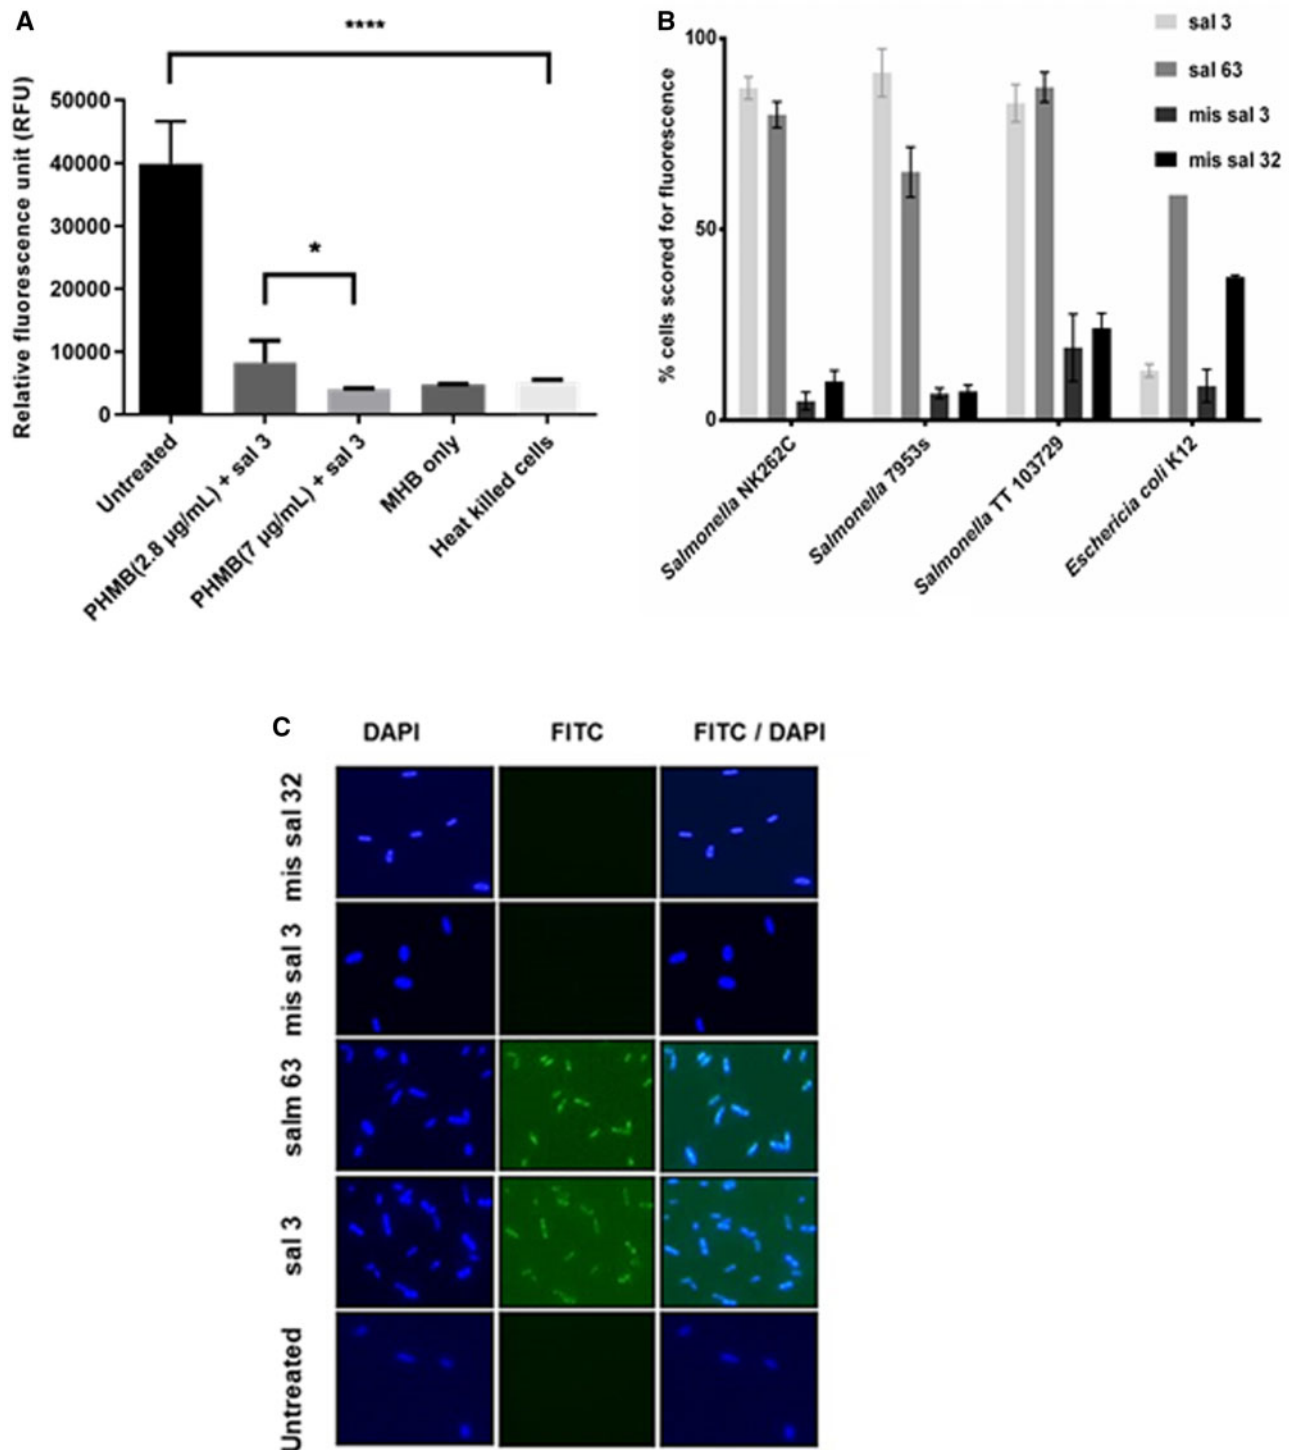 A
****
Relative fluorescence unit (RFU)
50000
40000
30000
20000
10000
0
*
Untreated
PHMB(2.8 µg/mL) + sal 3
PHMB(7 µg/mL) + sal 3
MHB only
Heat killed cells
B
% cells scored for fluorescence
100
50
0
sal 3
sal 63
mis sal 3
mis sal 32
Salmonella NK262C
Salmonella 7953s
Salmonella TT 103729
Eschericia coli K12
C
DAPI
FITC
FITC / DAPI
mis sal 32
mis sal 3
salm 63
sal 3
Untreated